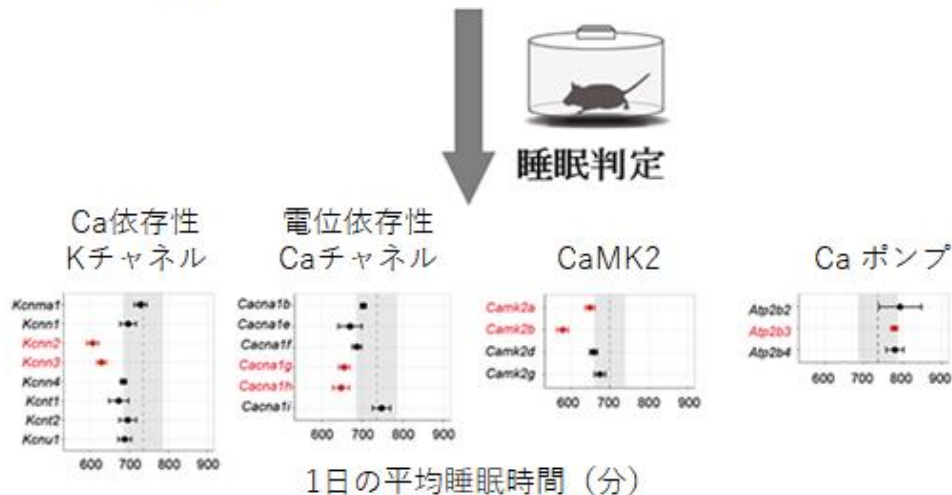 睡眠判定
Ca依存性
Kチャネル
Kcnma1
Kcnn1
Kcnn2
Kcnn3
Kcnn4
Kcnt1
Kcnt2
Kcnu1
600 700 800 900
電位依存性
Caチャネル
Cacna1b
Cacna1e
Cacna1f
Cacna1g
Cacna1h
Cacna1i
600 700 800 900
CaMK2
Camk2a
Camk2b
Camk2d
Camk2g
600 700 800 900
Ca ポンプ
Atp2b2
Atp2b3
Atp2b4
600 700 800 900
1日の平均睡眠時間（分）